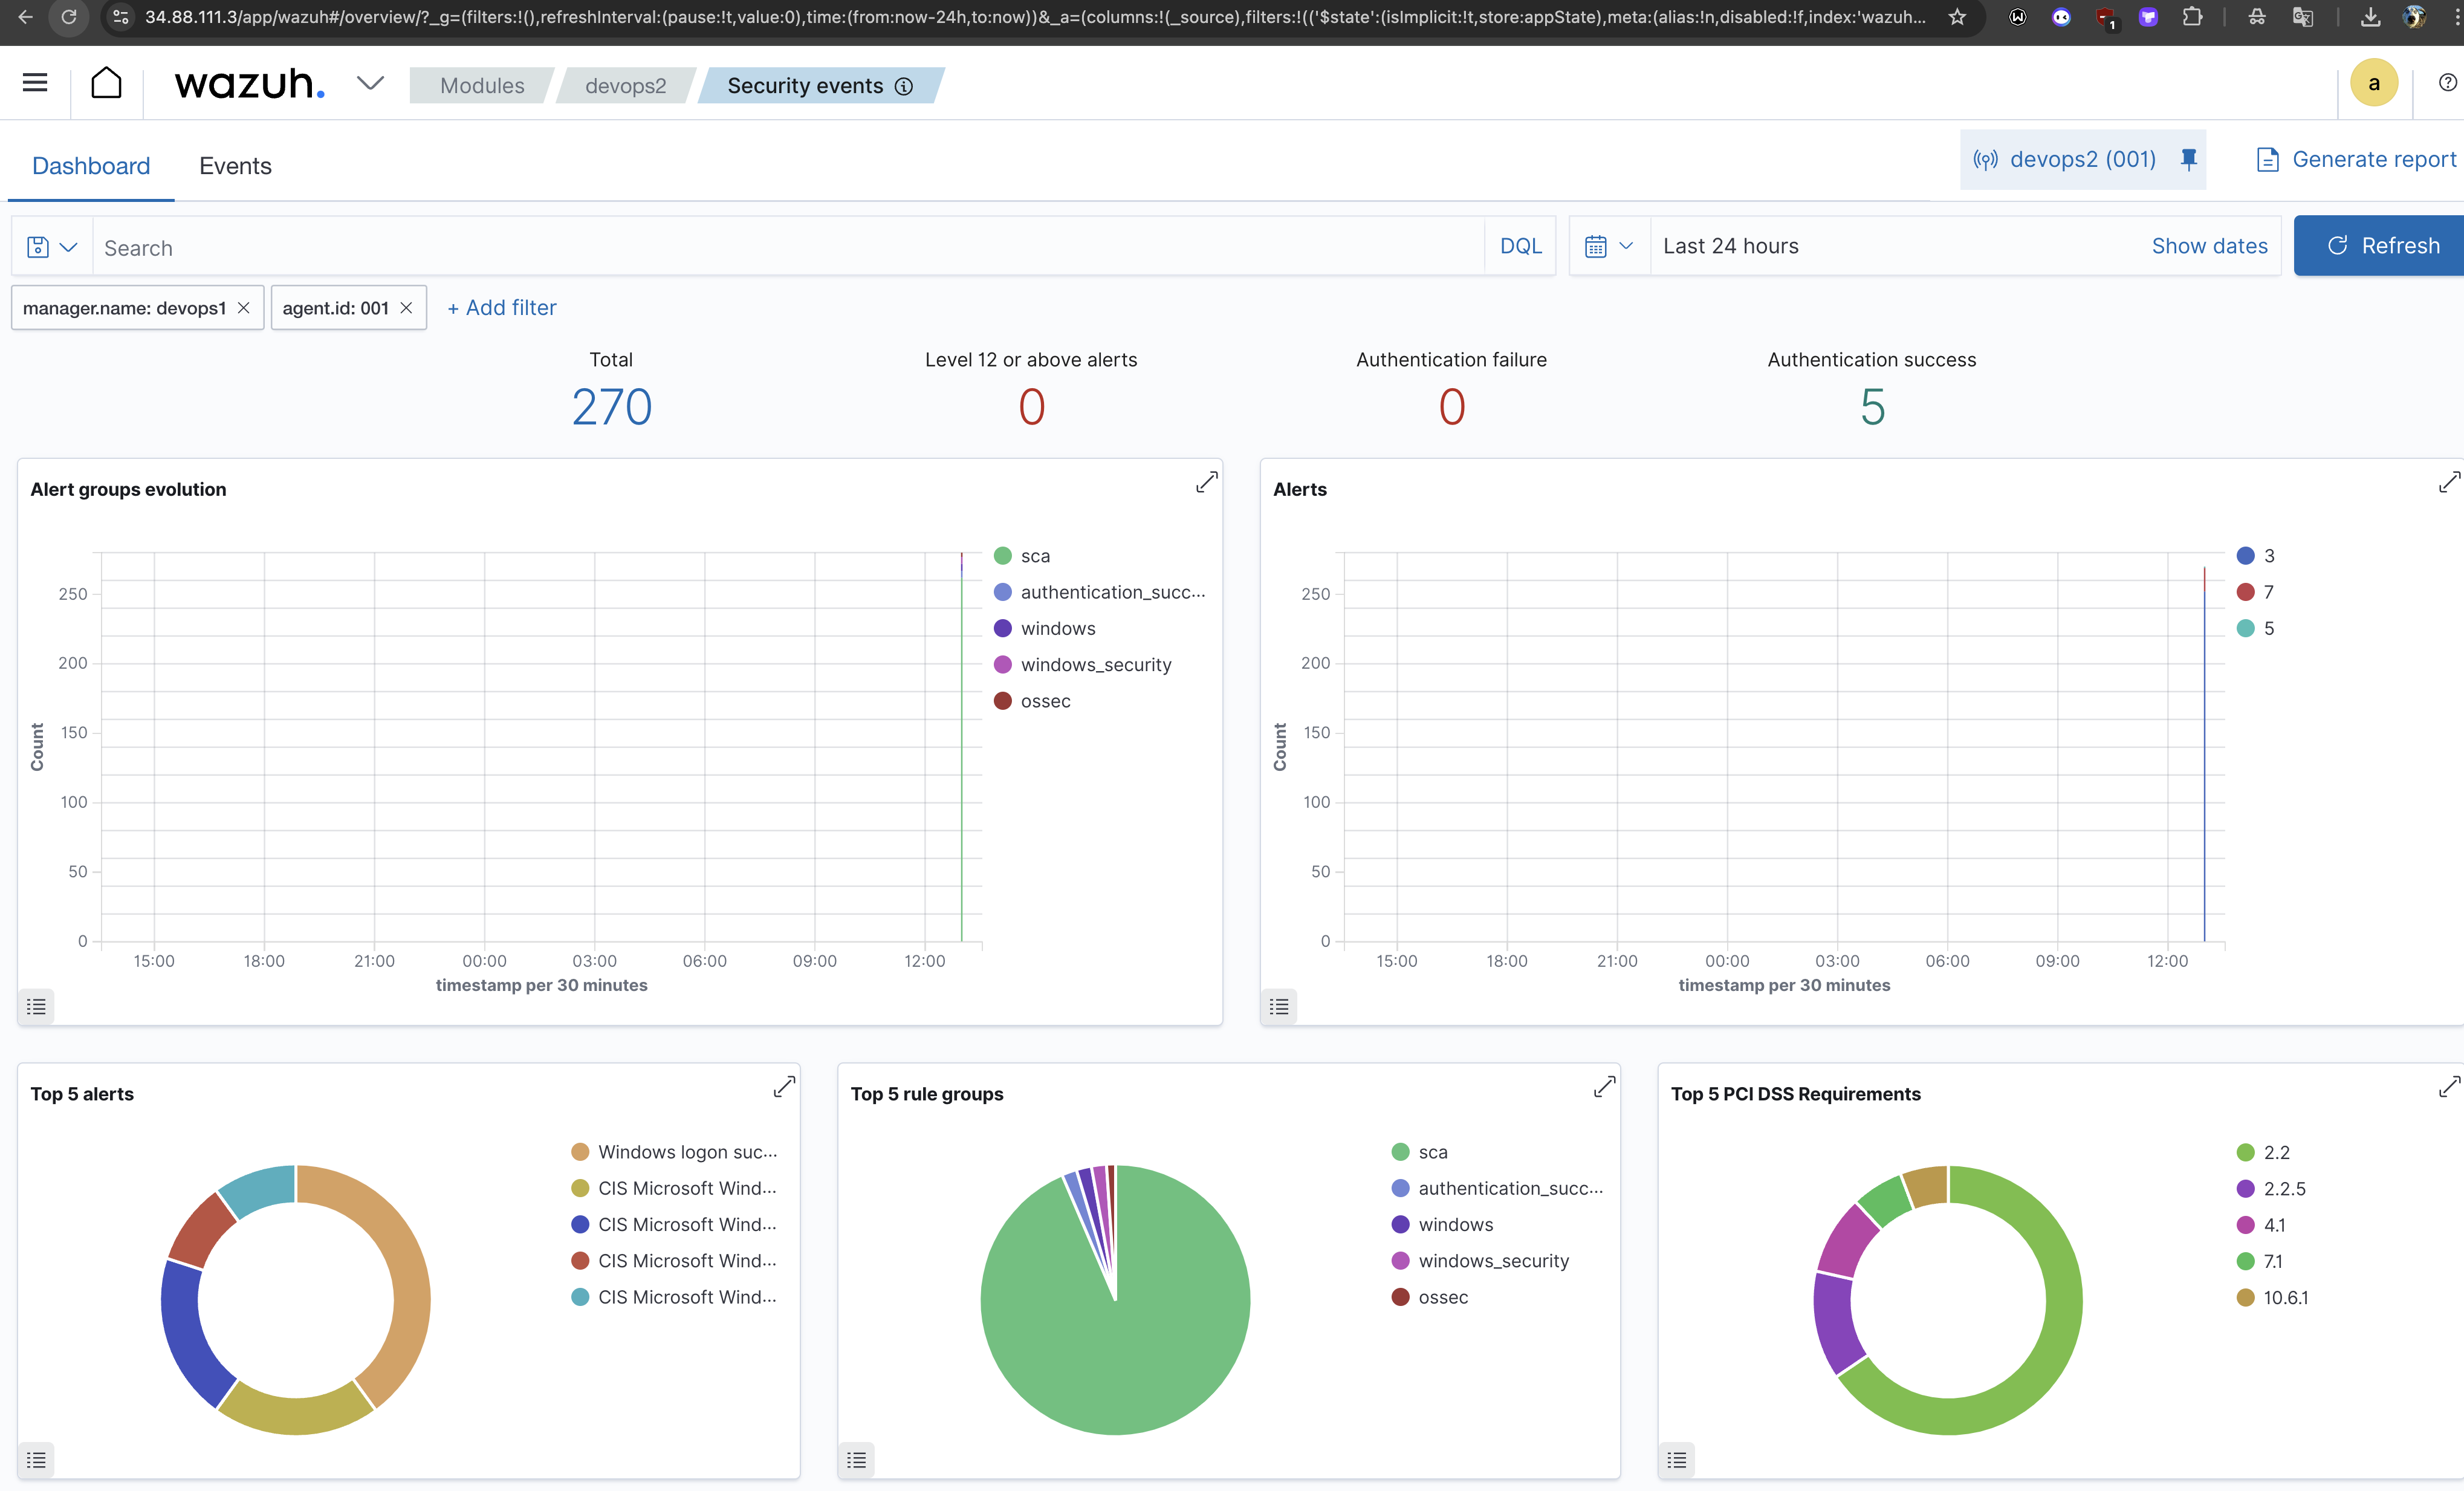 34.88.111.3/app/wazuh#/overview/?_g=(filters:!(),refreshInterval:(pause:!t,value:0),time:(from:now-24h,to:now))&_a=(columns:!(_source),filters:!(('$state':(isImplicit:!t,store:appState),meta:(alias:!n,disabled:!f,index:'wazuh...
1
wazuh.
Modules
devops2
Security events
a
Dashboard
Events
devops2 (001)
Generate report
Search
DQL
Last 24 hours
Show dates
Refresh
manager.name: devops1
agent.id: 001
+ Add filter
Total
270
Level 12 or above alerts
0
Authentication failure
0
Authentication success
5
Alert groups evolution
Count
250
200
150
100
50
0
15:00 18:00 21:00 00:00 03:00 06:00 09:00 12:00
timestamp per 30 minutes
sca
authentication_succ...
windows
windows_security
ossec
Alerts
Count
250
200
150
100
50
0
15:00 18:00 21:00 00:00 03:00 06:00 09:00 12:00
timestamp per 30 minutes
3
7
5
Top 5 alerts
Windows logon suc...
CIS Microsoft Wind...
CIS Microsoft Wind...
CIS Microsoft Wind...
CIS Microsoft Wind...
Top 5 rule groups
sca
authentication_succ...
windows
windows_security
ossec
Top 5 PCI DSS Requirements
2.2
2.2.5
4.1
7.1
10.6.1